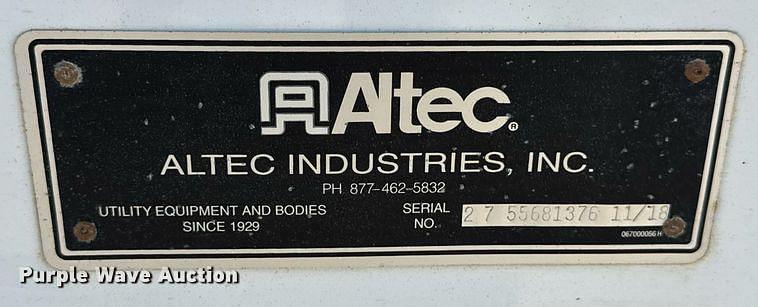 Altec®
ALTEC INDUSTRIES, INC.
PH 877-462-5832
UTILITY EQUIPMENT AND BODIES
SINCE 1929
SERIAL
NO.
2 7 55681376 11/18
067000056 H
Purple Wave Auction